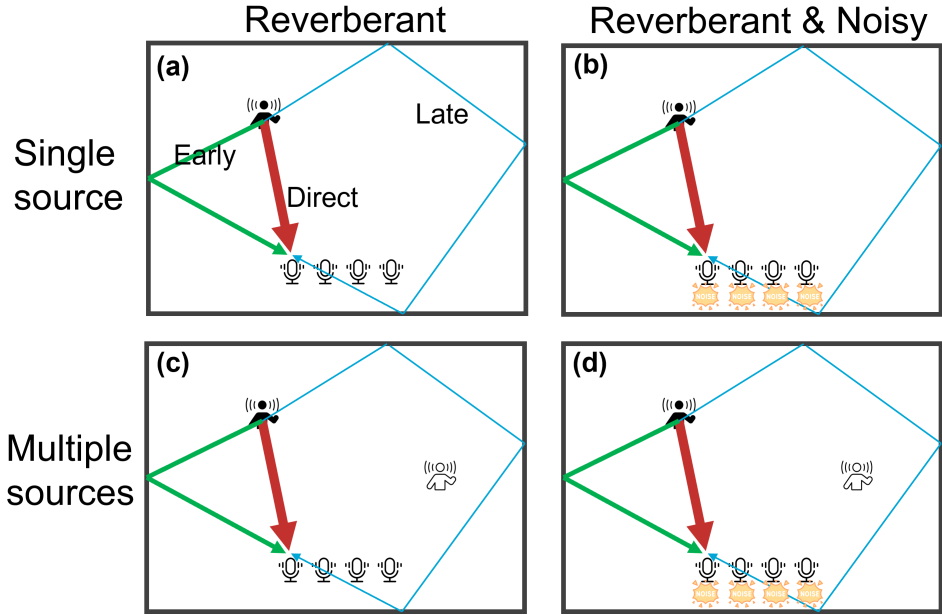 Reverberant
Reverberant & Noisy
Single
source
(a)
Late
Early
Direct
(b)
NOISE NOISE NOISE NOISE
Multiple
sources
(c)
(d)
NOISE NOISE NOISE NOISE